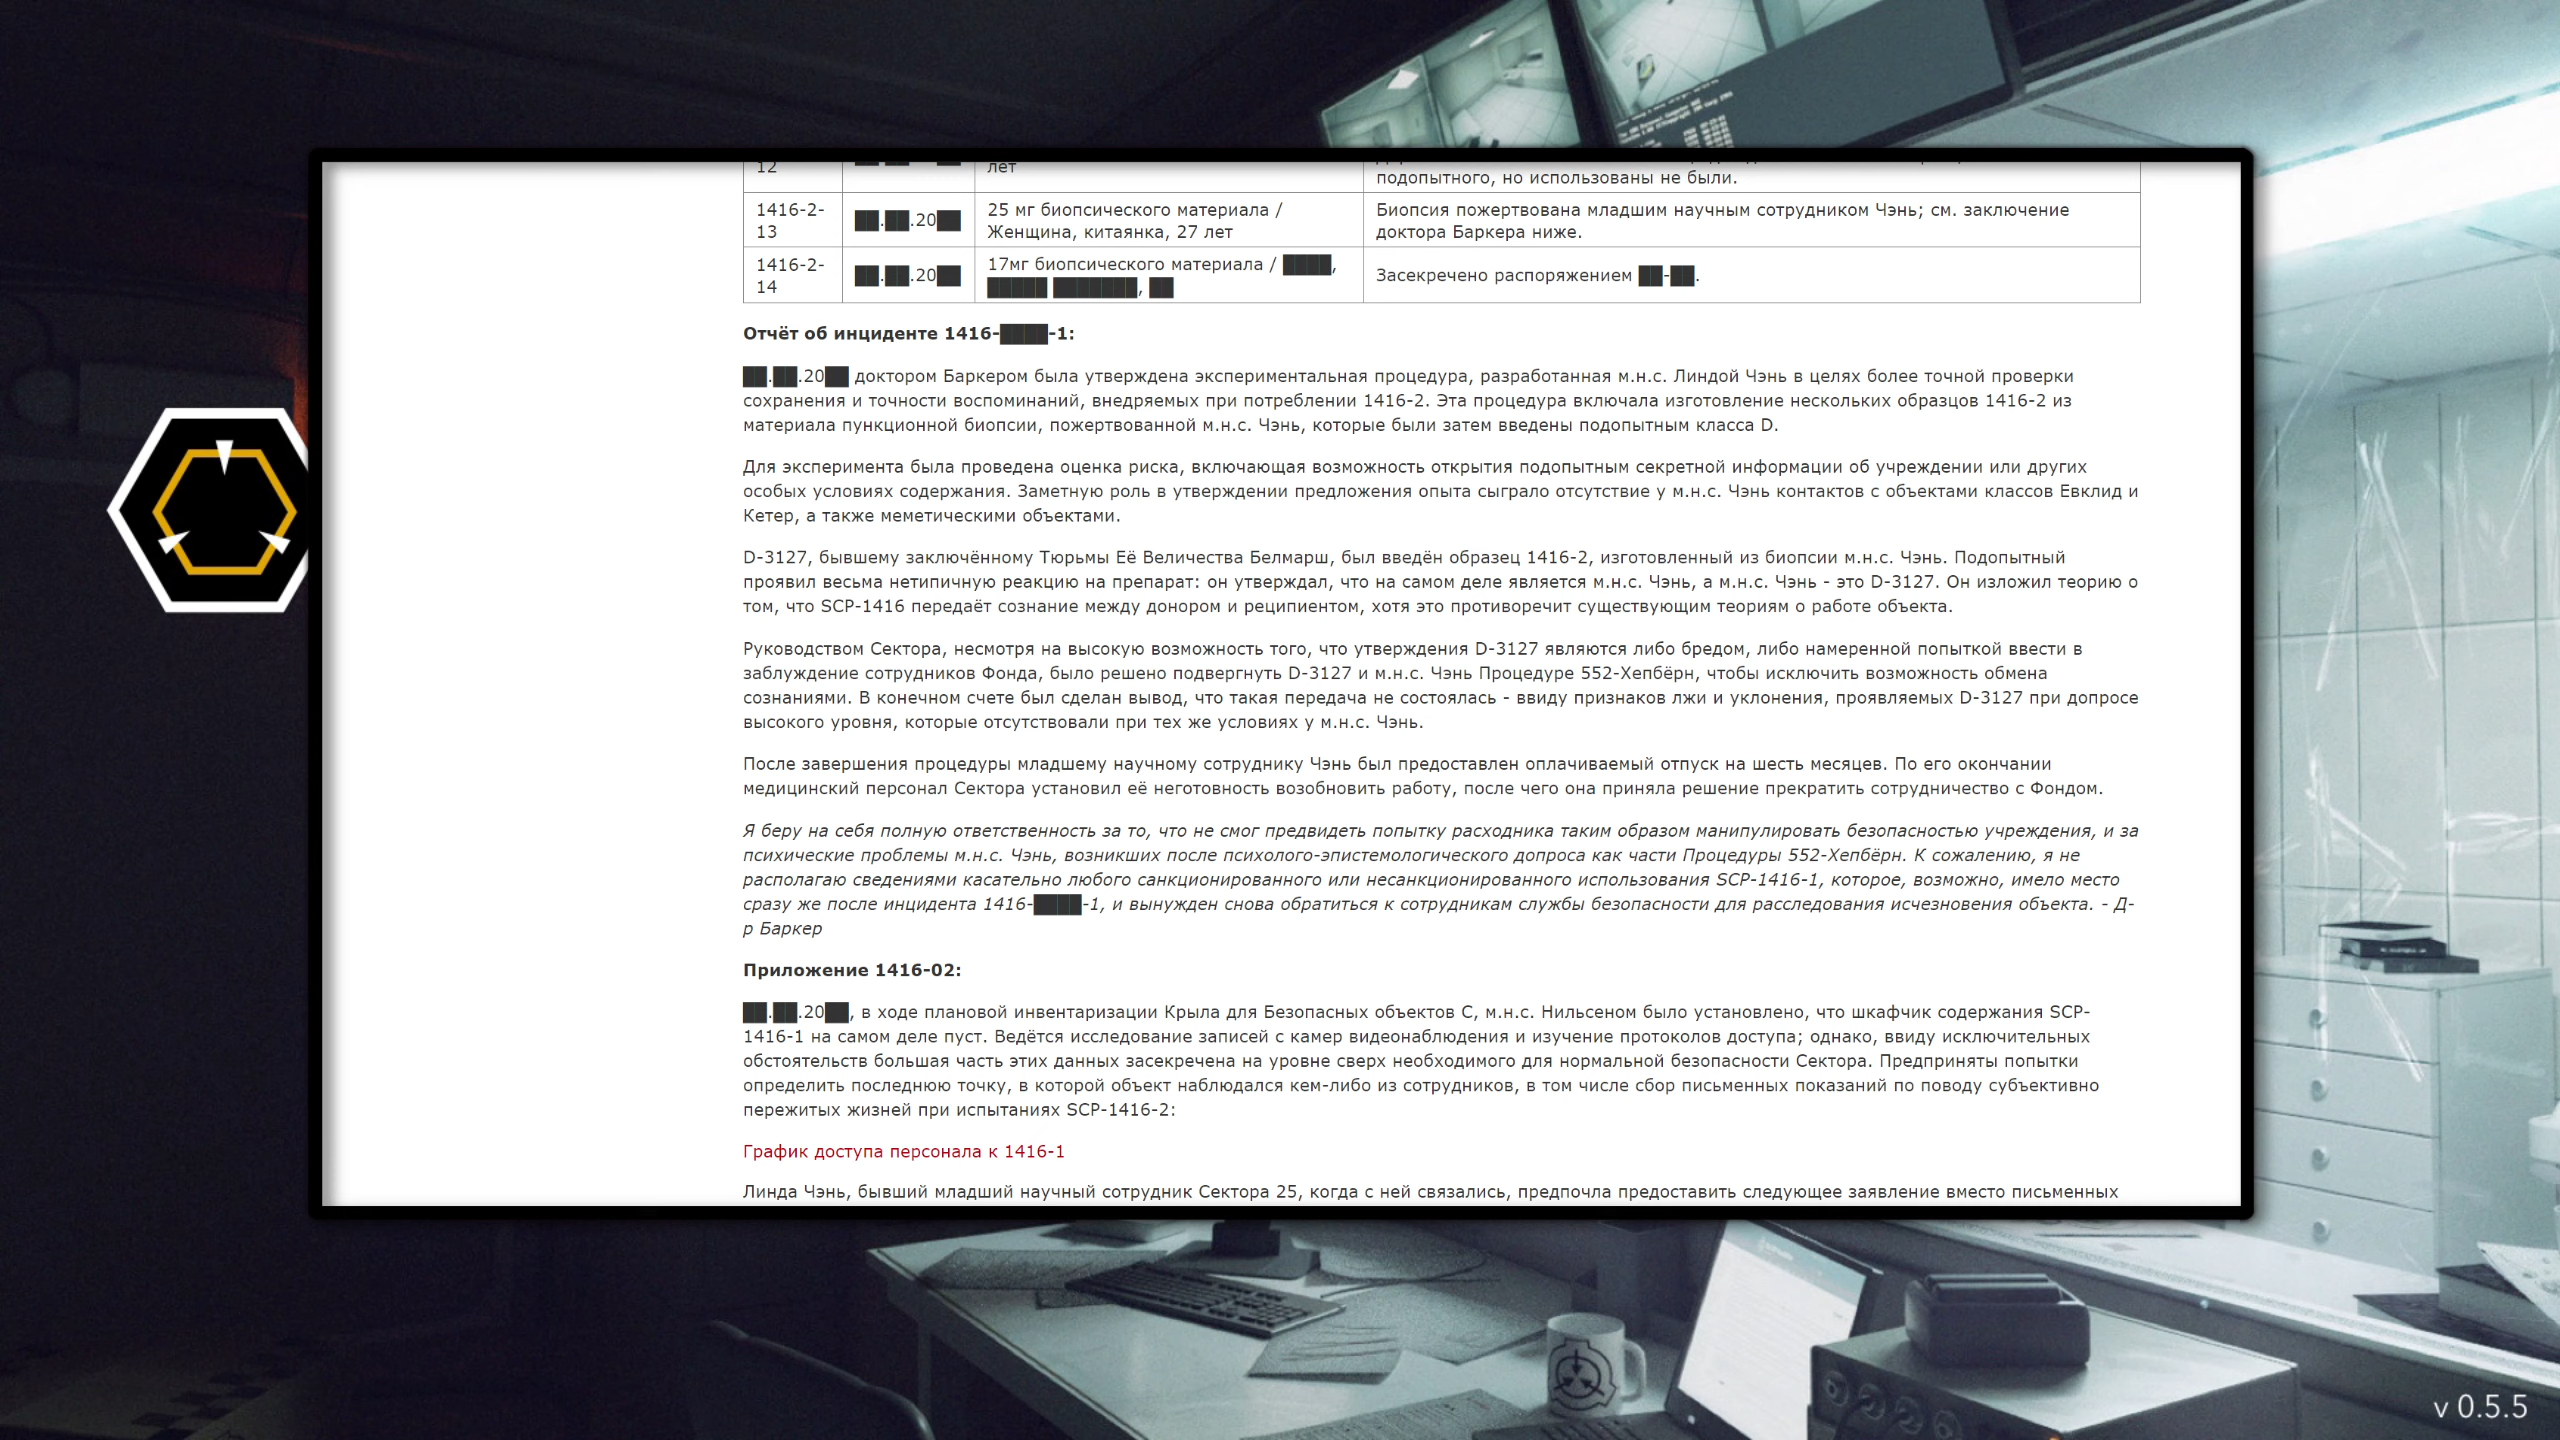 12
лет
подопытного, но использованы не были.
1416-2-
13
██.██.20██
25 мг биопсического материала /
Женщина, китаянка, 27 лет
Биопсия пожертвована младшим научным сотрудником Чэнь; см. заключение
доктора Баркера ниже.
1416-2-
14
██.██.20██
17мг биопсического материала / ████,
█████ ███████, ██
Засекречено распоряжением ██-██.
Отчёт об инциденте 1416-████-1:
██.██.20██ доктором Баркером была утверждена экспериментальная процедура, разработанная м.н.с. Линдой Чэнь в целях более точной проверки
сохранения и точности воспоминаний, внедряемых при потреблении 1416-2. Эта процедура включала изготовление нескольких образцов 1416-2 из
материала пункционной биопсии, пожертвованной м.н.с. Чэнь, которые были затем введены подопытным класса D.
Для эксперимента была проведена оценка риска, включающая возможность открытия подопытным секретной информации об учреждении или других
особых условиях содержания. Заметную роль в утверждении предложения опыта сыграло отсутствие у м.н.с. Чэнь контактов с объектами классов Евклид и
Кетер, а также меметическими объектами.
D-3127, бывшему заключённому Тюрьмы Её Величества Белмарш, был введён образец 1416-2, изготовленный из биопсии м.н.с. Чэнь. Подопытный
проявил весьма нетипичную реакцию на препарат: он утверждал, что на самом деле является м.н.с. Чэнь, а м.н.с. Чэнь - это D-3127. Он изложил теорию о
том, что SCP-1416 передаёт сознание между донором и реципиентом, хотя это противоречит существующим теориям о работе объекта.
Руководством Сектора, несмотря на высокую возможность того, что утверждения D-3127 являются либо бредом, либо намеренной попыткой ввести в
заблуждение сотрудников Фонда, было решено подвергнуть D-3127 и м.н.с. Чэнь Процедуре 552-Хепбёрн, чтобы исключить возможность обмена
сознаниями. В конечном счете был сделан вывод, что такая передача не состоялась - ввиду признаков лжи и уклонения, проявляемых D-3127 при допросе
высокого уровня, которые отсутствовали при тех же условиях у м.н.с. Чэнь.
После завершения процедуры младшему научному сотруднику Чэнь был предоставлен оплачиваемый отпуск на шесть месяцев. По его окончании
медицинский персонал Сектора установил её неготовность возобновить работу, после чего она приняла решение прекратить сотрудничество с Фондом.
Я беру на себя полную ответственность за то, что не смог предвидеть попытку расходника таким образом манипулировать безопасностью учреждения, и за
психические проблемы м.н.с. Чэнь, возникших после психолого-эпистемологического допроса как части Процедуры 552-Хепбёрн. К сожалению, я не
располагаю сведениями касательно любого санкционированного или несанкционированного использования SCP-1416-1, которое, возможно, имело место
сразу же после инцидента 1416-████-1, и вынужден снова обратиться к сотрудникам службы безопасности для расследования исчезновения объекта. - Д-
р Баркер
Приложение 1416-02:
██.██.20██, в ходе плановой инвентаризации Крыла для Безопасных объектов C, м.н.с. Нильсеном было установлено, что шкафчик содержания SCP-
1416-1 на самом деле пуст. Ведётся исследование записей с камер видеонаблюдения и изучение протоколов доступа; однако, ввиду исключительных
обстоятельств большая часть этих данных засекречена на уровне сверх необходимого для нормальной безопасности Сектора. Предприняты попытки
определить последнюю точку, в которой объект наблюдался кем-либо из сотрудников, в том числе сбор письменных показаний по поводу субъективно
пережитых жизней при испытаниях SCP-1416-2:
График доступа персонала к 1416-1
Линда Чэнь, бывший младший научный сотрудник Сектора 25, когда с ней связались, предпочла предоставить следующее заявление вместо письменных
v 0.5.5